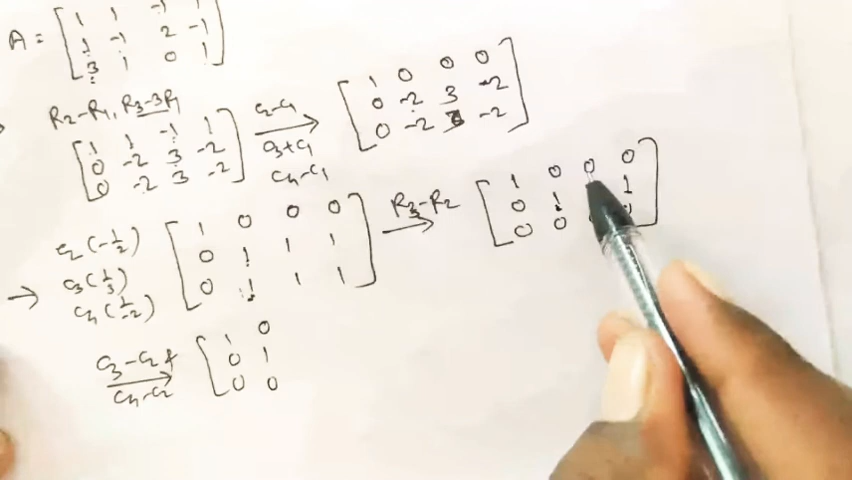 A = [ 1 1 -1 1
1 -1 2 -1
3 1 0 1 ]
R2-R1, R3-3R1
[ 1 1 -1 1
0 -2 3 -2
0 -2 3 -2 ]
C2-C1
C3+C1
C4-C1
[ 1 0 0 0
0 -2 3 -2
0 -2 3 -2 ]
→ C2 (-1/2)
C3 (1/3)
C4 (1/-2)
[ 1 0 0 0
0 1 1 1
0 1 1 1 ]
R3-R2
[ 1 0 0 0
0 1 1
0 0 ]
C3-C2
C4-C2
[ 1 0
0 1
0 0